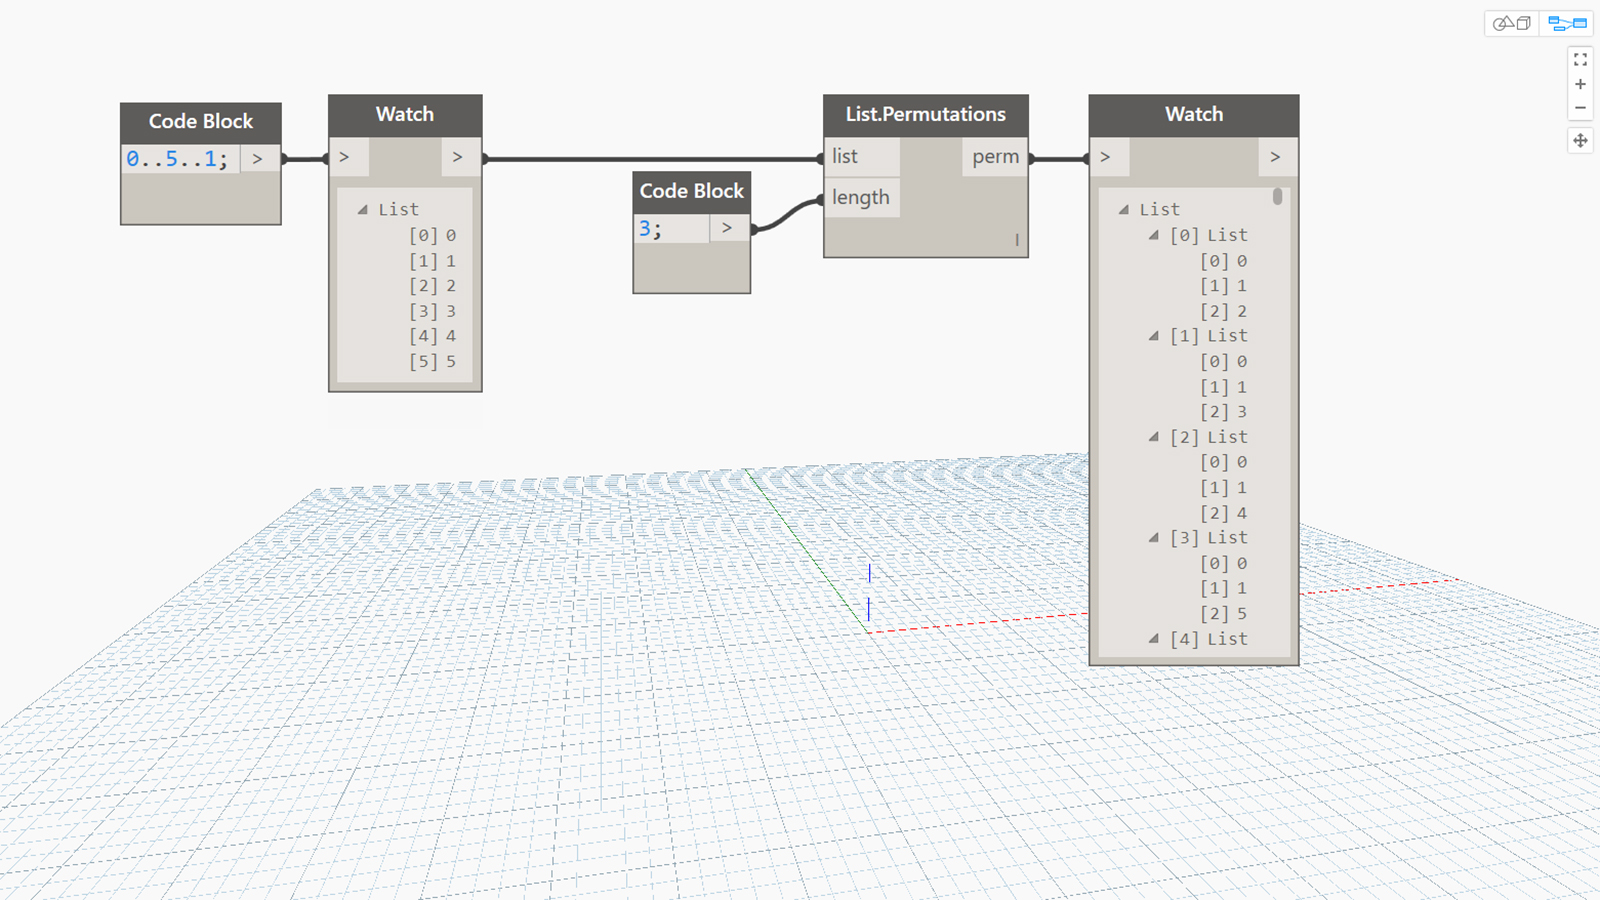 Code Block
0..5..1; >
Watch
> >
List
[0] 0
[1] 1
[2] 2
[3] 3
[4] 4
[5] 5
Code Block
3; >
List.Permutations
list perm
length
l
Watch
> >
List
[0] List
[0] 0
[1] 1
[2] 2
[1] List
[0] 0
[1] 1
[2] 3
[2] List
[0] 0
[1] 1
[2] 4
[3] List
[0] 0
[1] 1
[2] 5
[4] List